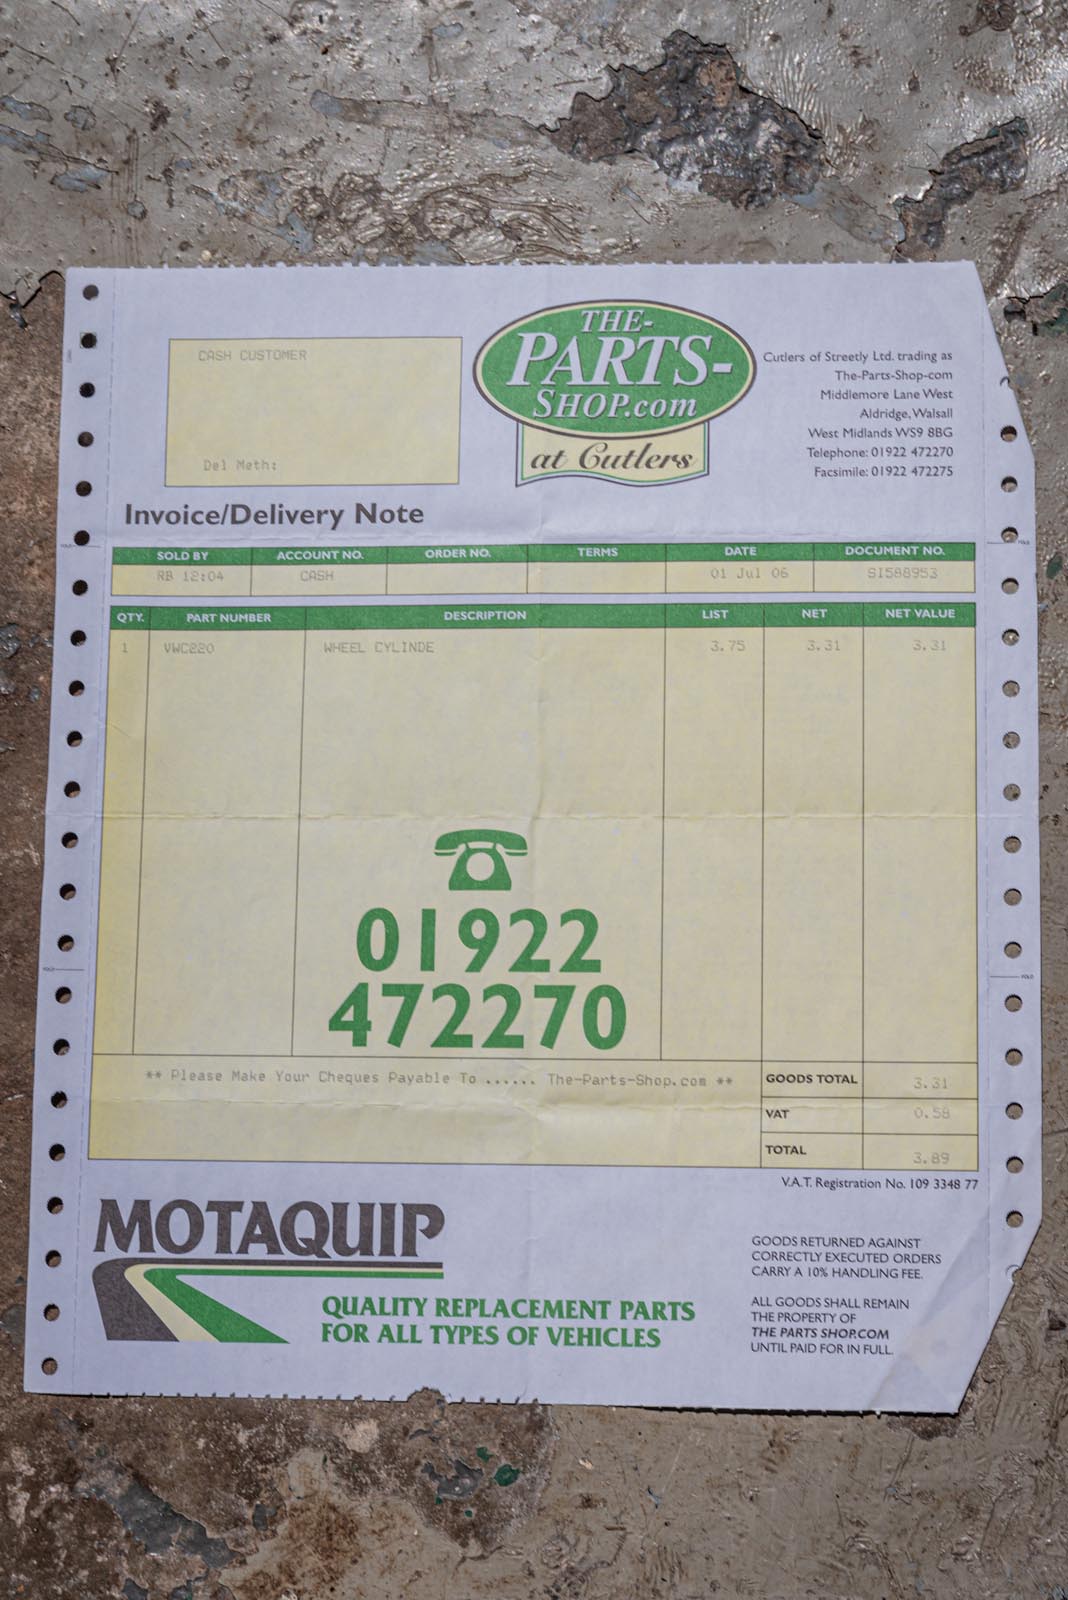 CASH CUSTOMER
Del Meth:
THE-
PARTS-
SHOP.com
at Cutlers
Cutlers of Streetly Ltd. trading as
The-Parts-Shop-com
Middlemore Lane West
Aldridge, Walsall
West Midlands WS9 8BG
Telephone: 01922 472270
Facsimile: 01922 472275
Invoice/Delivery Note
SOLD BY ACCOUNT NO. ORDER NO. TERMS DATE DOCUMENT NO.
RB 12:04 CASH 01 Jul 06 SI588953
QTY. PART NUMBER DESCRIPTION LIST NET NET VALUE
1 VWC220 WHEEL CYLINDE 3.75 3.31 3.31
01922
472270
** Please Make Your Cheques Payable To ...... The-Parts-Shop.com **
GOODS TOTAL 3.31
VAT 0.58
TOTAL 3.89
V.A.T. Registration No. 109 3348 77
MOTAQUIP
QUALITY REPLACEMENT PARTS
FOR ALL TYPES OF VEHICLES
GOODS RETURNED AGAINST
CORRECTLY EXECUTED ORDERS
CARRY A 10% HANDLING FEE.
ALL GOODS SHALL REMAIN
THE PROPERTY OF
THE PARTS SHOP.COM
UNTIL PAID FOR IN FULL.